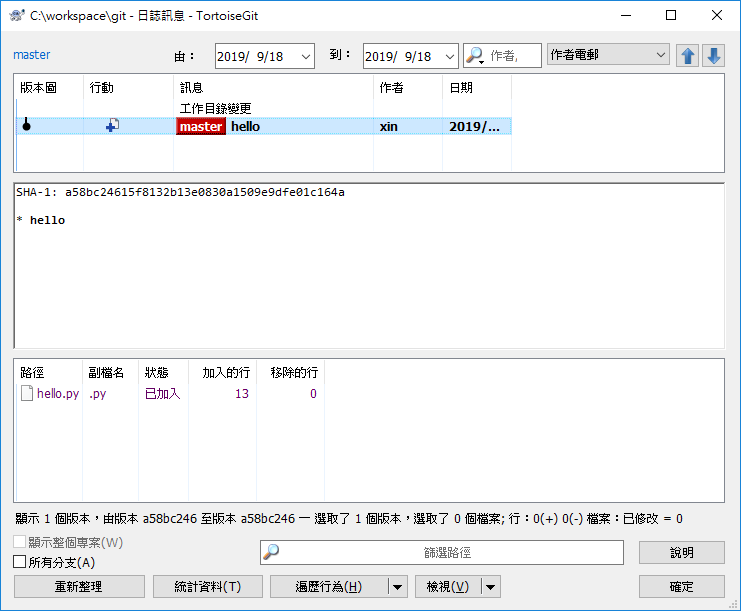 C:\workspace\git - 日誌訊息 - TortoiseGit
master 由： 2019/ 9/18 到： 2019/ 9/18 作者, 作者電郵
版本圖 行動 訊息 作者 日期
工作目錄變更
master hello xin 2019/...
SHA-1: a58bc24615f8132b13e0830a1509e9dfe01c164a
* hello
路徑 副檔名 狀態 加入的行 移除的行
hello.py .py 已加入 13 0
顯示 1 個版本，由版本 a58bc246 至版本 a58bc246 － 選取了 1 個版本，選取了 0 個檔案; 行：0(+) 0(-) 檔案：已修改 = 0
顯示整個專案(W)
篩選路徑 說明
所有分支(A)
重新整理 統計資料(T) 遍歷行為(H) 檢視(V) 確定